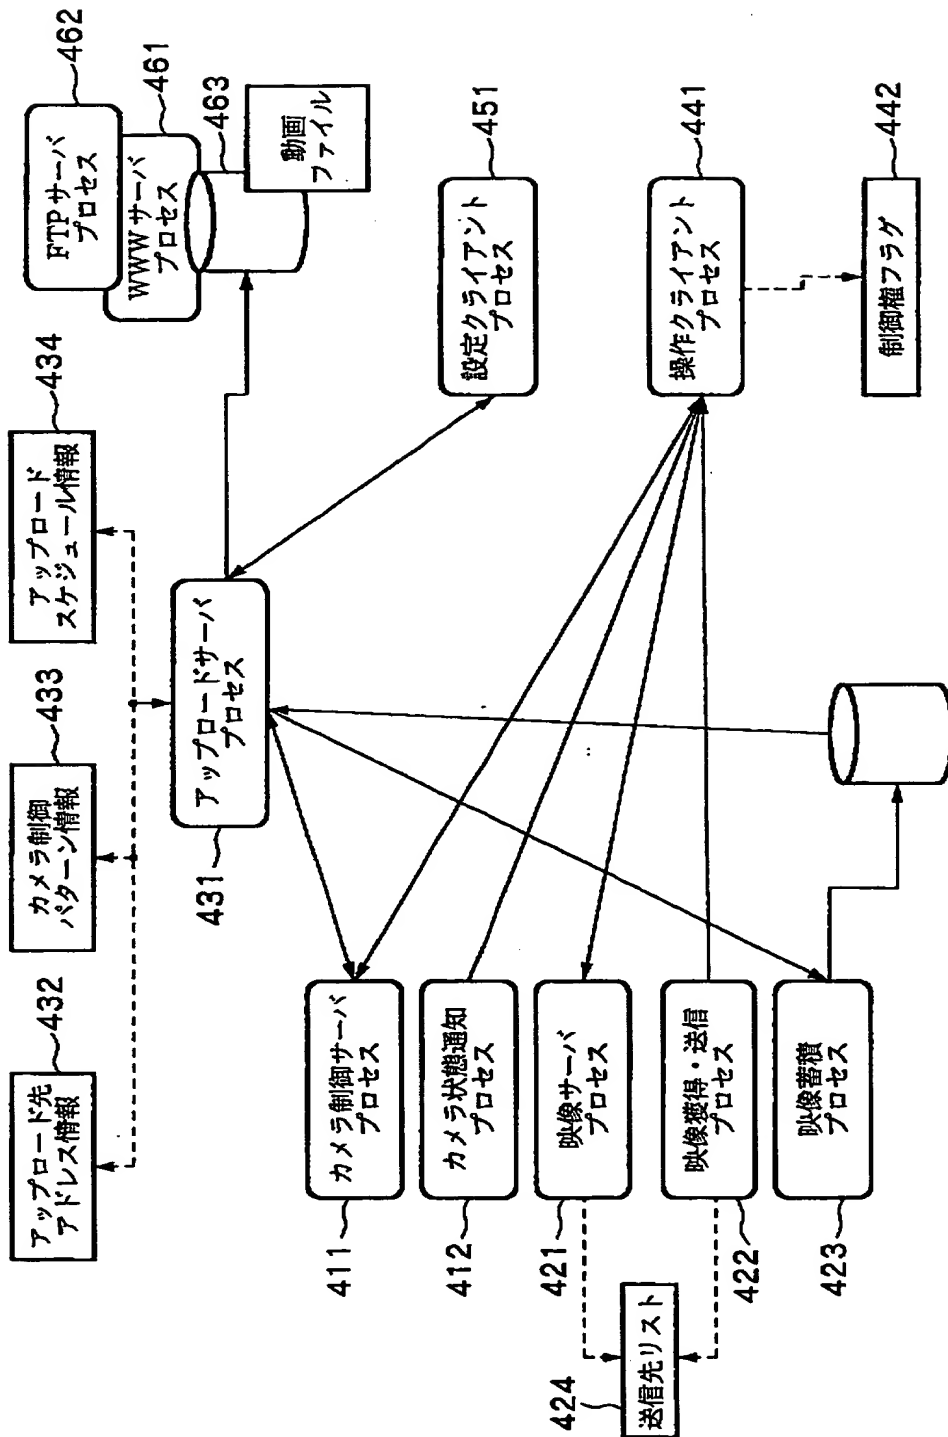 アップロード先
アドレス情報
432
カメラ制御
パターン情報
433
アップロード
スケジュール情報
434
FTPサーバ
プロセス
462
WWWサーバ
プロセス
461
463
動画
ファイル
アップロードサーバ
プロセス
431
カメラ制御サーバ
プロセス
411
カメラ状態通知
プロセス
412
映像サーバ
プロセス
421
映像獲得・送信
プロセス
422
映像蓄積
プロセス
423
送信先リスト
424
設定クライアント
プロセス
451
操作クライアント
プロセス
441
制御権フラグ
442